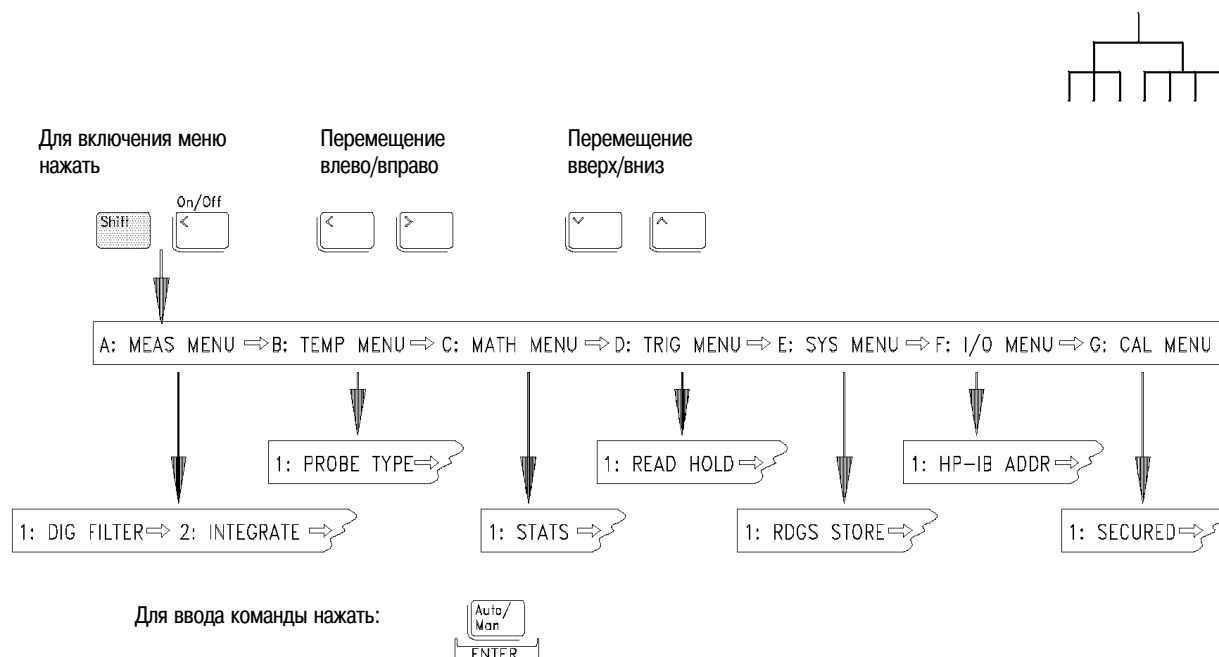 Для включения меню
нажать
Перемещение
влево/вправо
Перемещение
вверх/вниз
On/Off
Shift
<
<
>
˅
^
A: MEAS MENU ⇨ B: TEMP MENU ⇨ C: MATH MENU ⇨ D: TRIG MENU ⇨ E: SYS MENU ⇨ F: I/O MENU ⇨ G: CAL MENU
1: PROBE TYPE ⇨
1: READ HOLD ⇨
1: HP-IB ADDR ⇨
1: DIG FILTER ⇨ 2: INTEGRATE ⇨
1: STATS ⇨
1: RDGS STORE ⇨
1: SECURED ⇨
Для ввода команды нажать:
Auto/
Man
ENTER